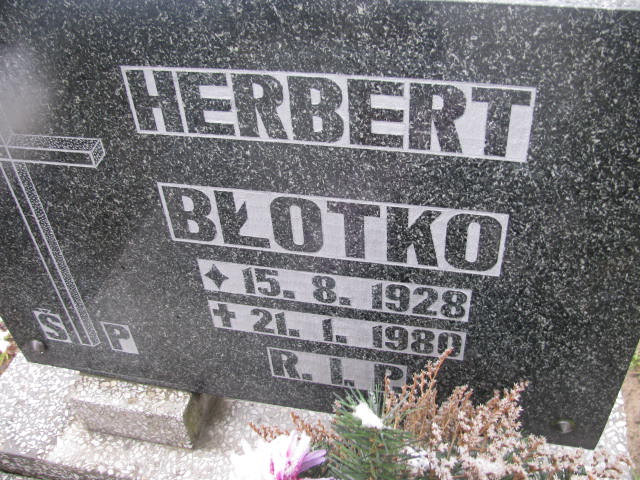 HERBERT
BŁOTKO
✦ 15. 8. 1928
✝ 21. 1. 1980
R. I. P.
Ś P